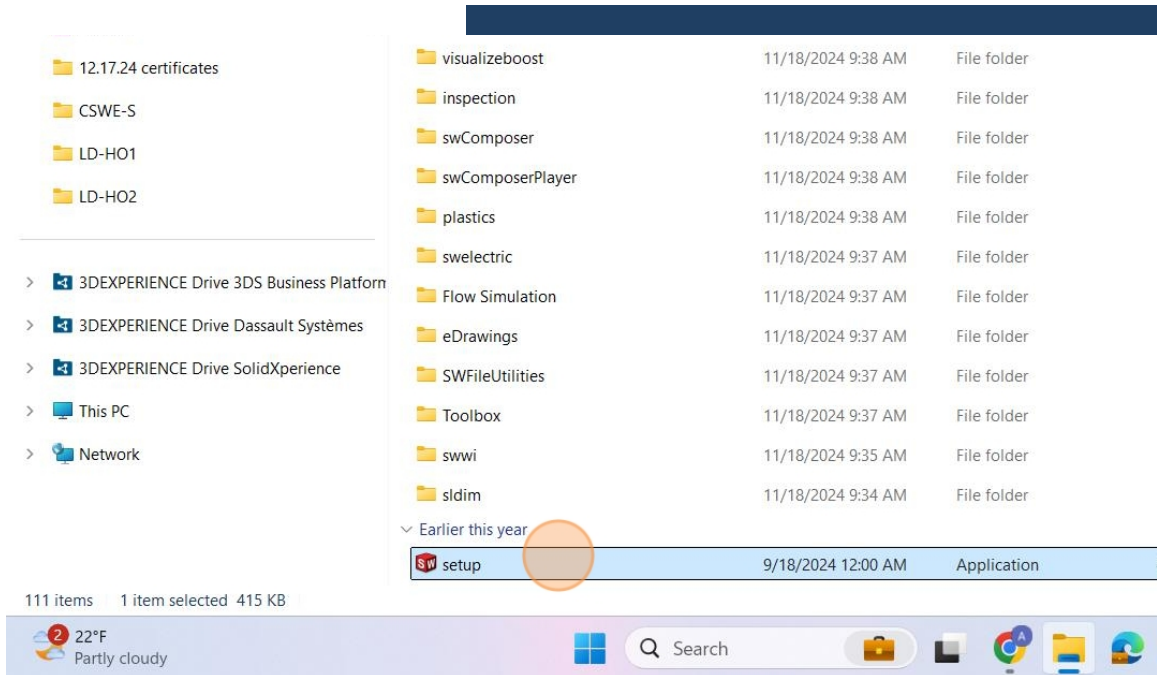 12.17.24 certificates
CSWE-S
LD-HO1
LD-HO2
3DEXPERIENCE Drive 3DS Business Platform
3DEXPERIENCE Drive Dassault Systèmes
3DEXPERIENCE Drive SolidXperience
This PC
Network
visualizeboost 11/18/2024 9:38 AM File folder
inspection 11/18/2024 9:38 AM File folder
swComposer 11/18/2024 9:38 AM File folder
swComposerPlayer 11/18/2024 9:38 AM File folder
plastics 11/18/2024 9:38 AM File folder
swelectric 11/18/2024 9:37 AM File folder
Flow Simulation 11/18/2024 9:37 AM File folder
eDrawings 11/18/2024 9:37 AM File folder
SWFileUtilities 11/18/2024 9:37 AM File folder
Toolbox 11/18/2024 9:37 AM File folder
swwi 11/18/2024 9:35 AM File folder
sldim 11/18/2024 9:34 AM File folder
Earlier this year
SW setup 9/18/2024 12:00 AM Application
111 items 1 item selected 415 KB
2 22°F
Partly cloudy
Search
A